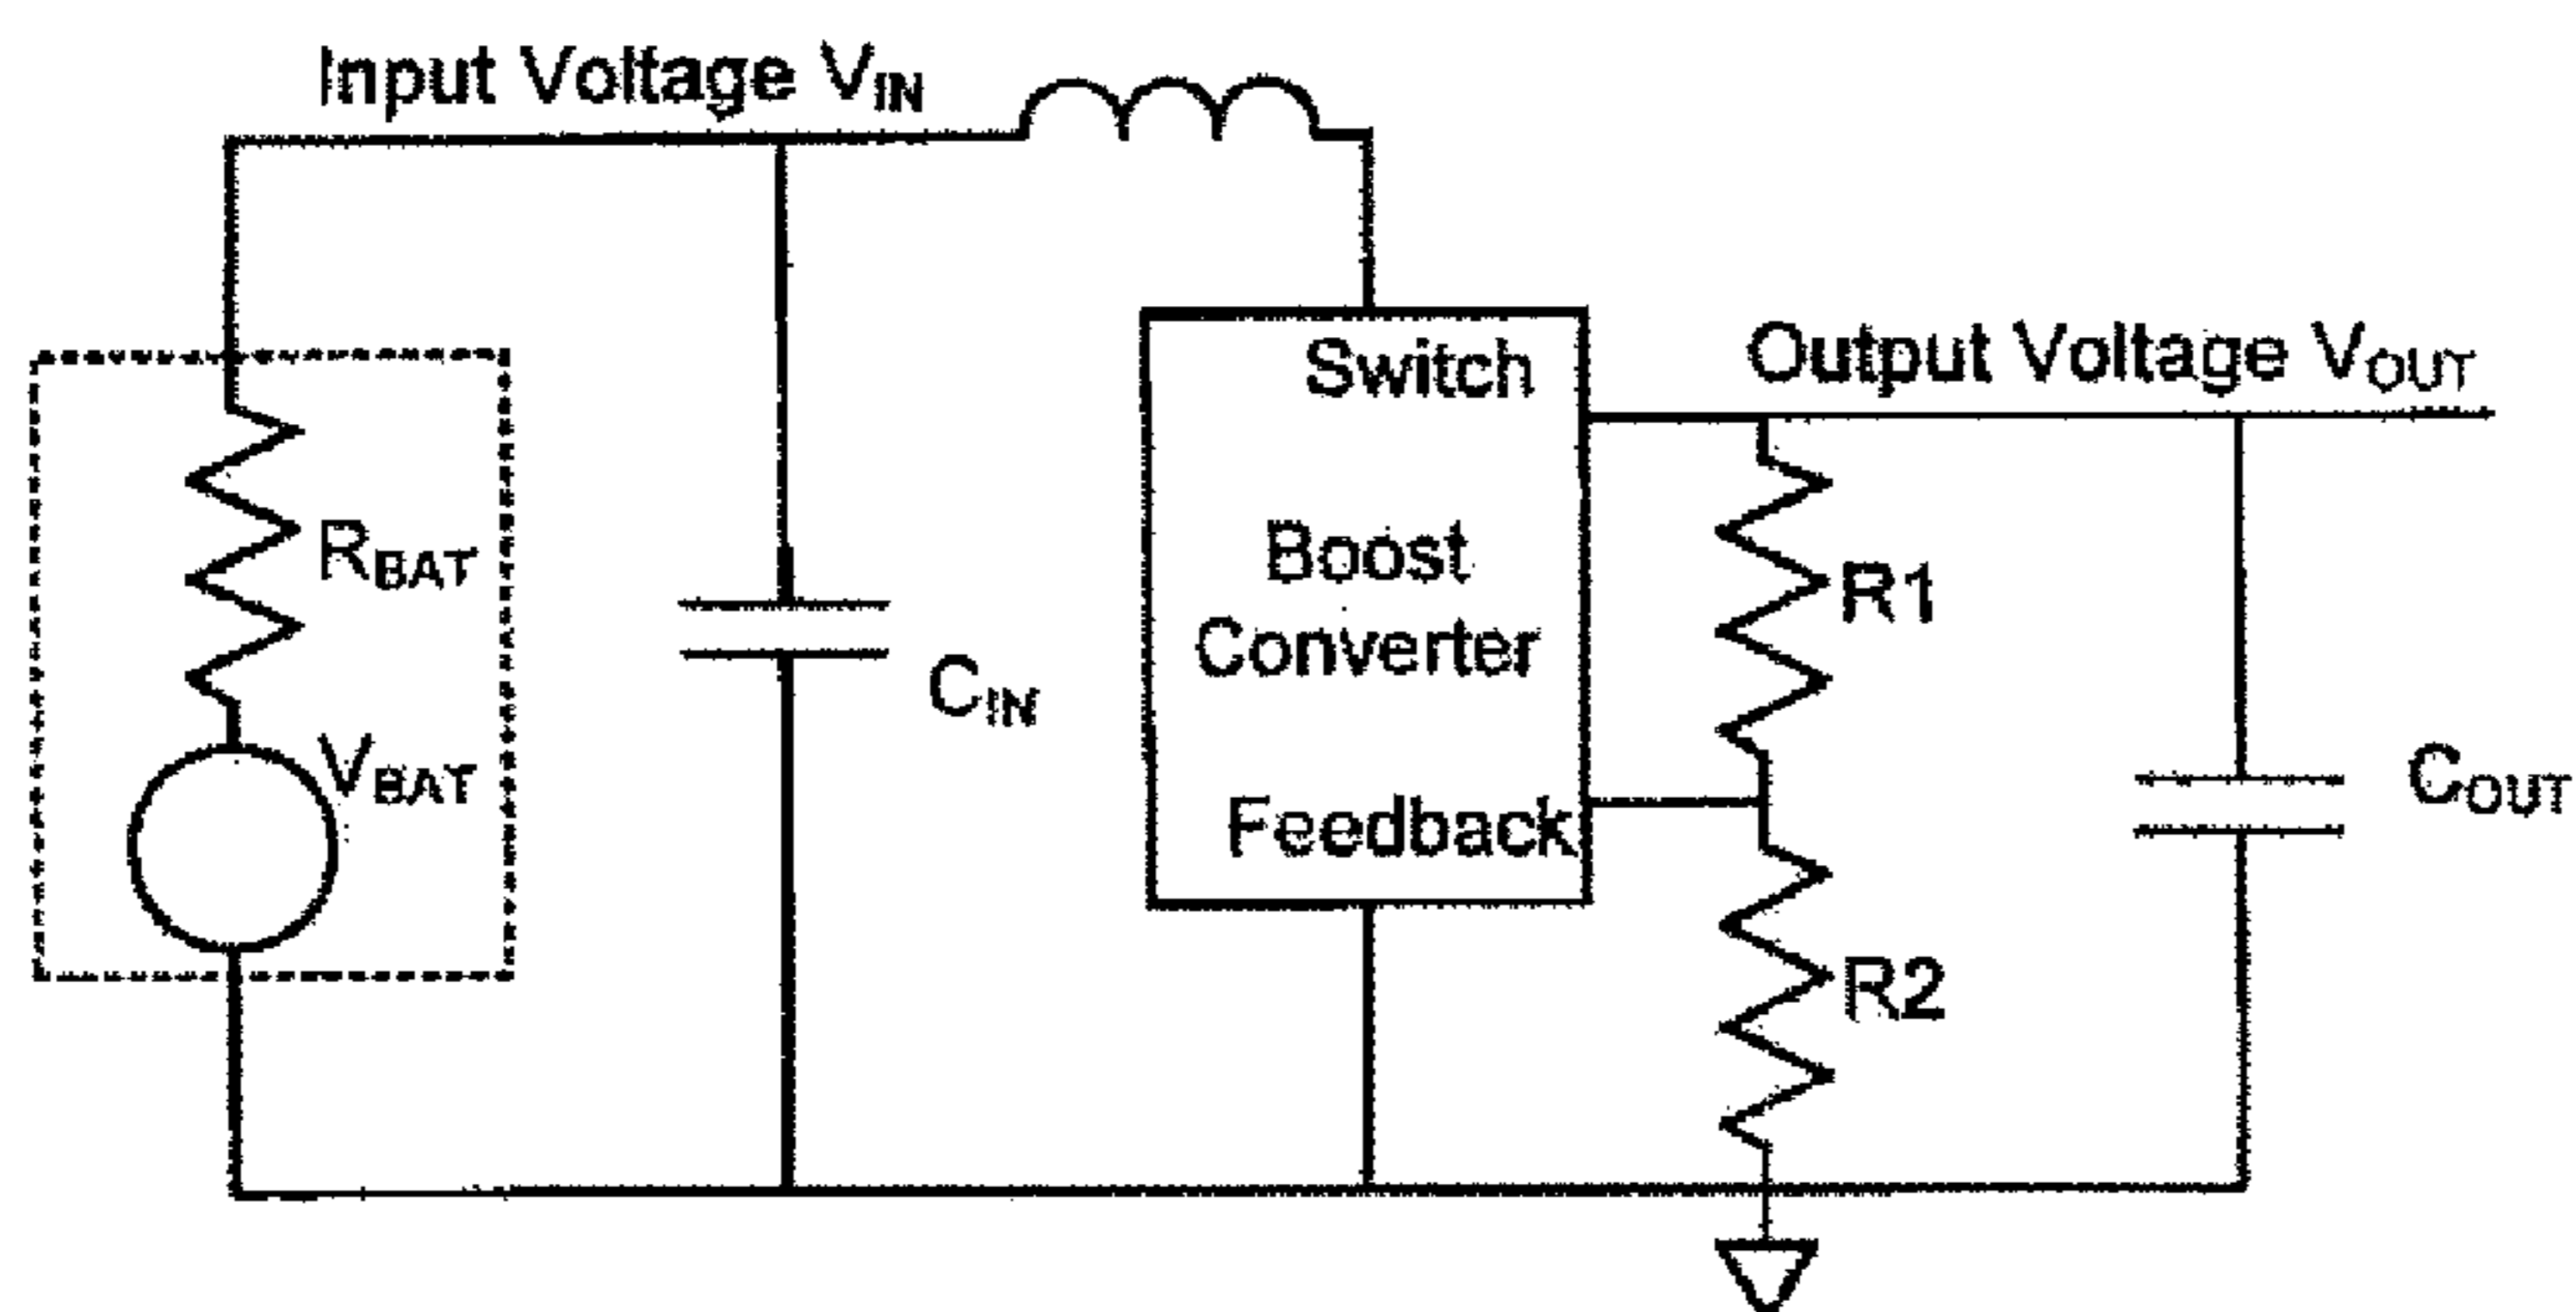 Input Voltage VIN
Switch
Output Voltage VOUT
RBAT
Boost
Converter
R1
CIN
VBAT
COUT
Feedback
R2